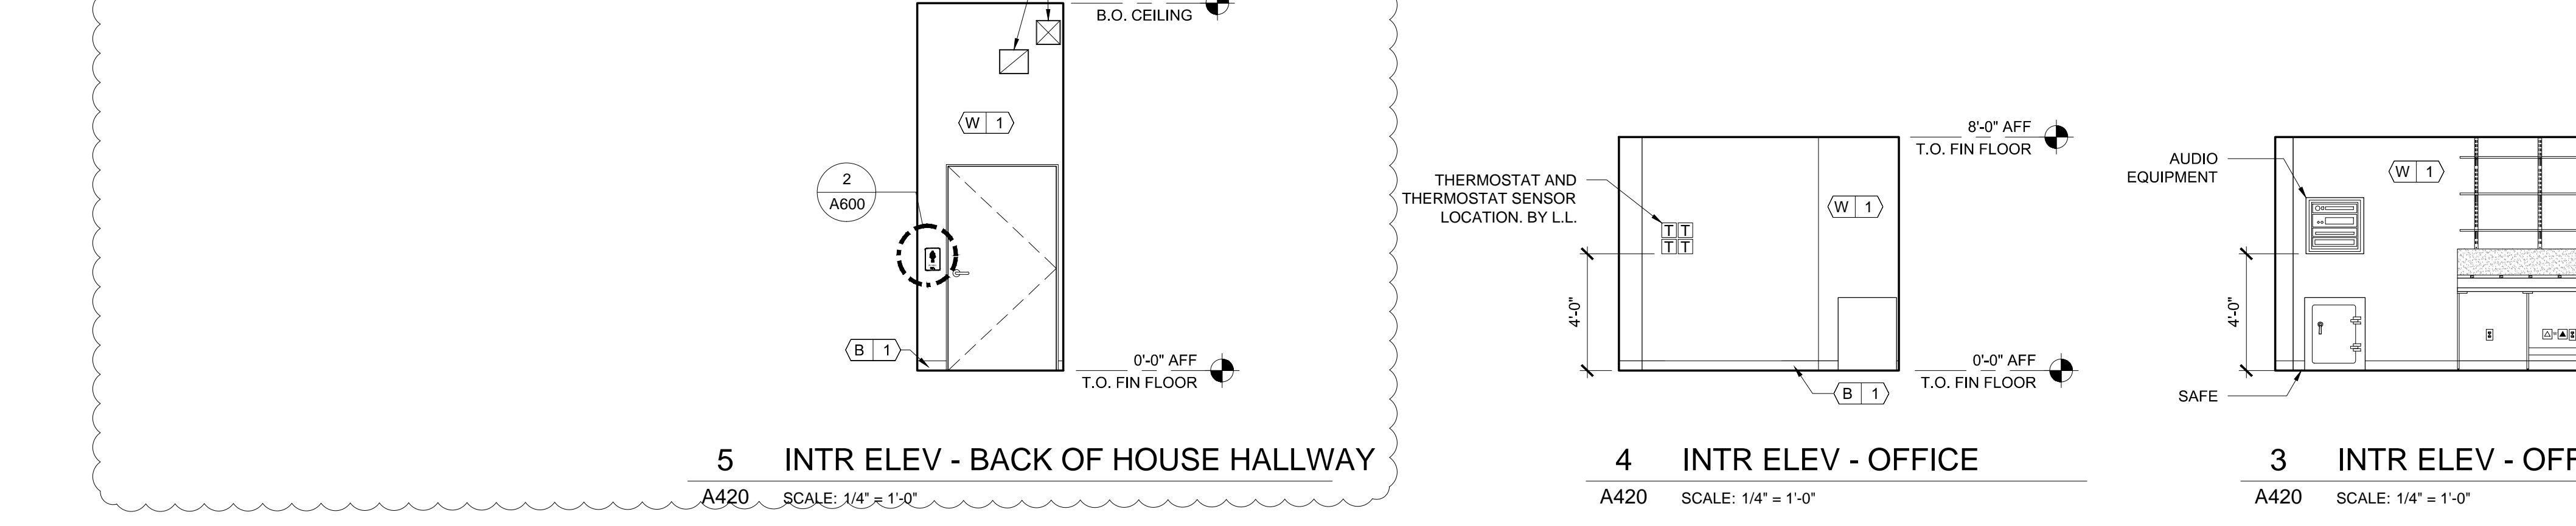 B.O. CEILING
W 1
2
A600
B 1
0'-0" AFF
T.O. FIN FLOOR
5 INTR ELEV - BACK OF HOUSE HALLWAY
A420 SCALE: 1/4" = 1'-0"
8'-0" AFF
T.O. FIN FLOOR
THERMOSTAT AND
THERMOSTAT SENSOR
LOCATION. BY L.L.
T T
T T
W 1
4'-0"
0'-0" AFF
T.O. FIN FLOOR
B 1
4 INTR ELEV - OFFICE
A420 SCALE: 1/4" = 1'-0"
AUDIO
EQUIPMENT
W 1
4'-0"
SAFE
3 INTR ELEV - OFF
A420 SCALE: 1/4" = 1'-0"